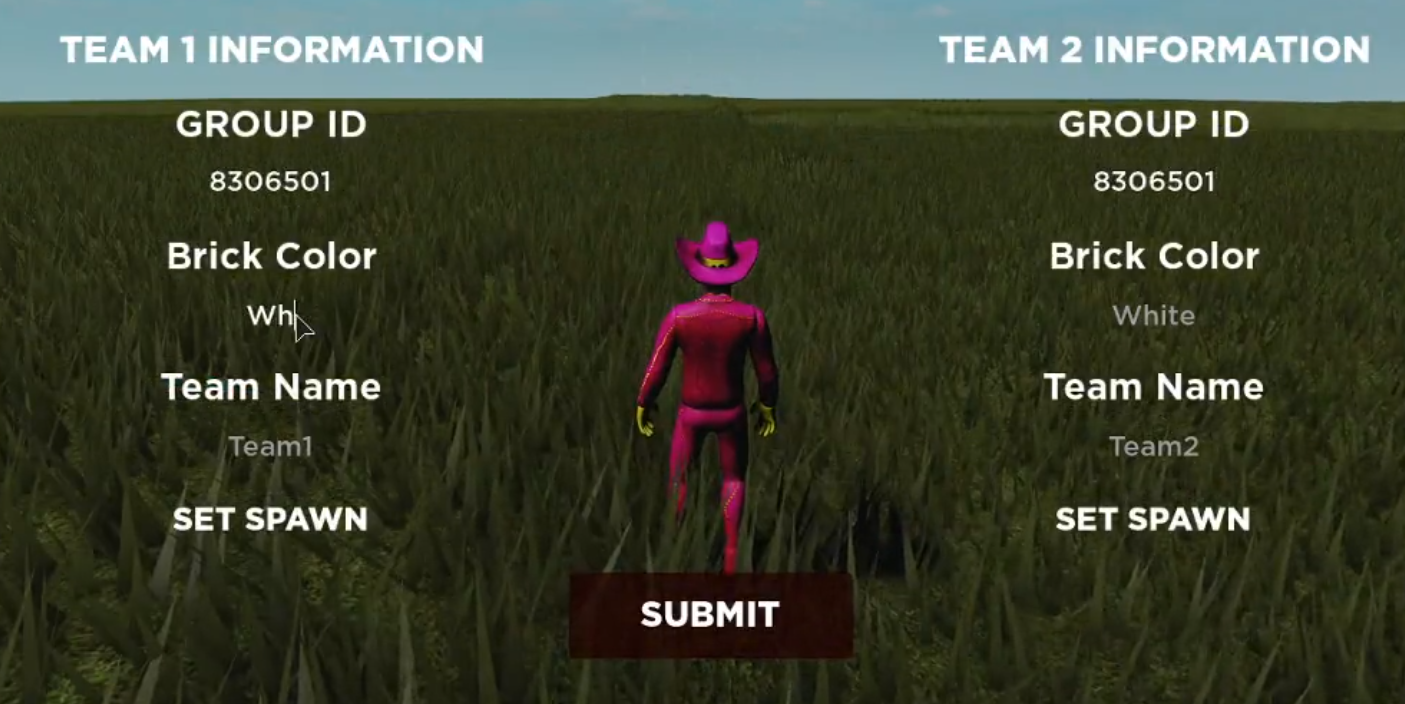 TEAM 1 INFORMATION
GROUP ID
8306501
Brick Color
Wh
Team Name
Team1
SET SPAWN
TEAM 2 INFORMATION
GROUP ID
8306501
Brick Color
White
Team Name
Team2
SET SPAWN
SUBMIT